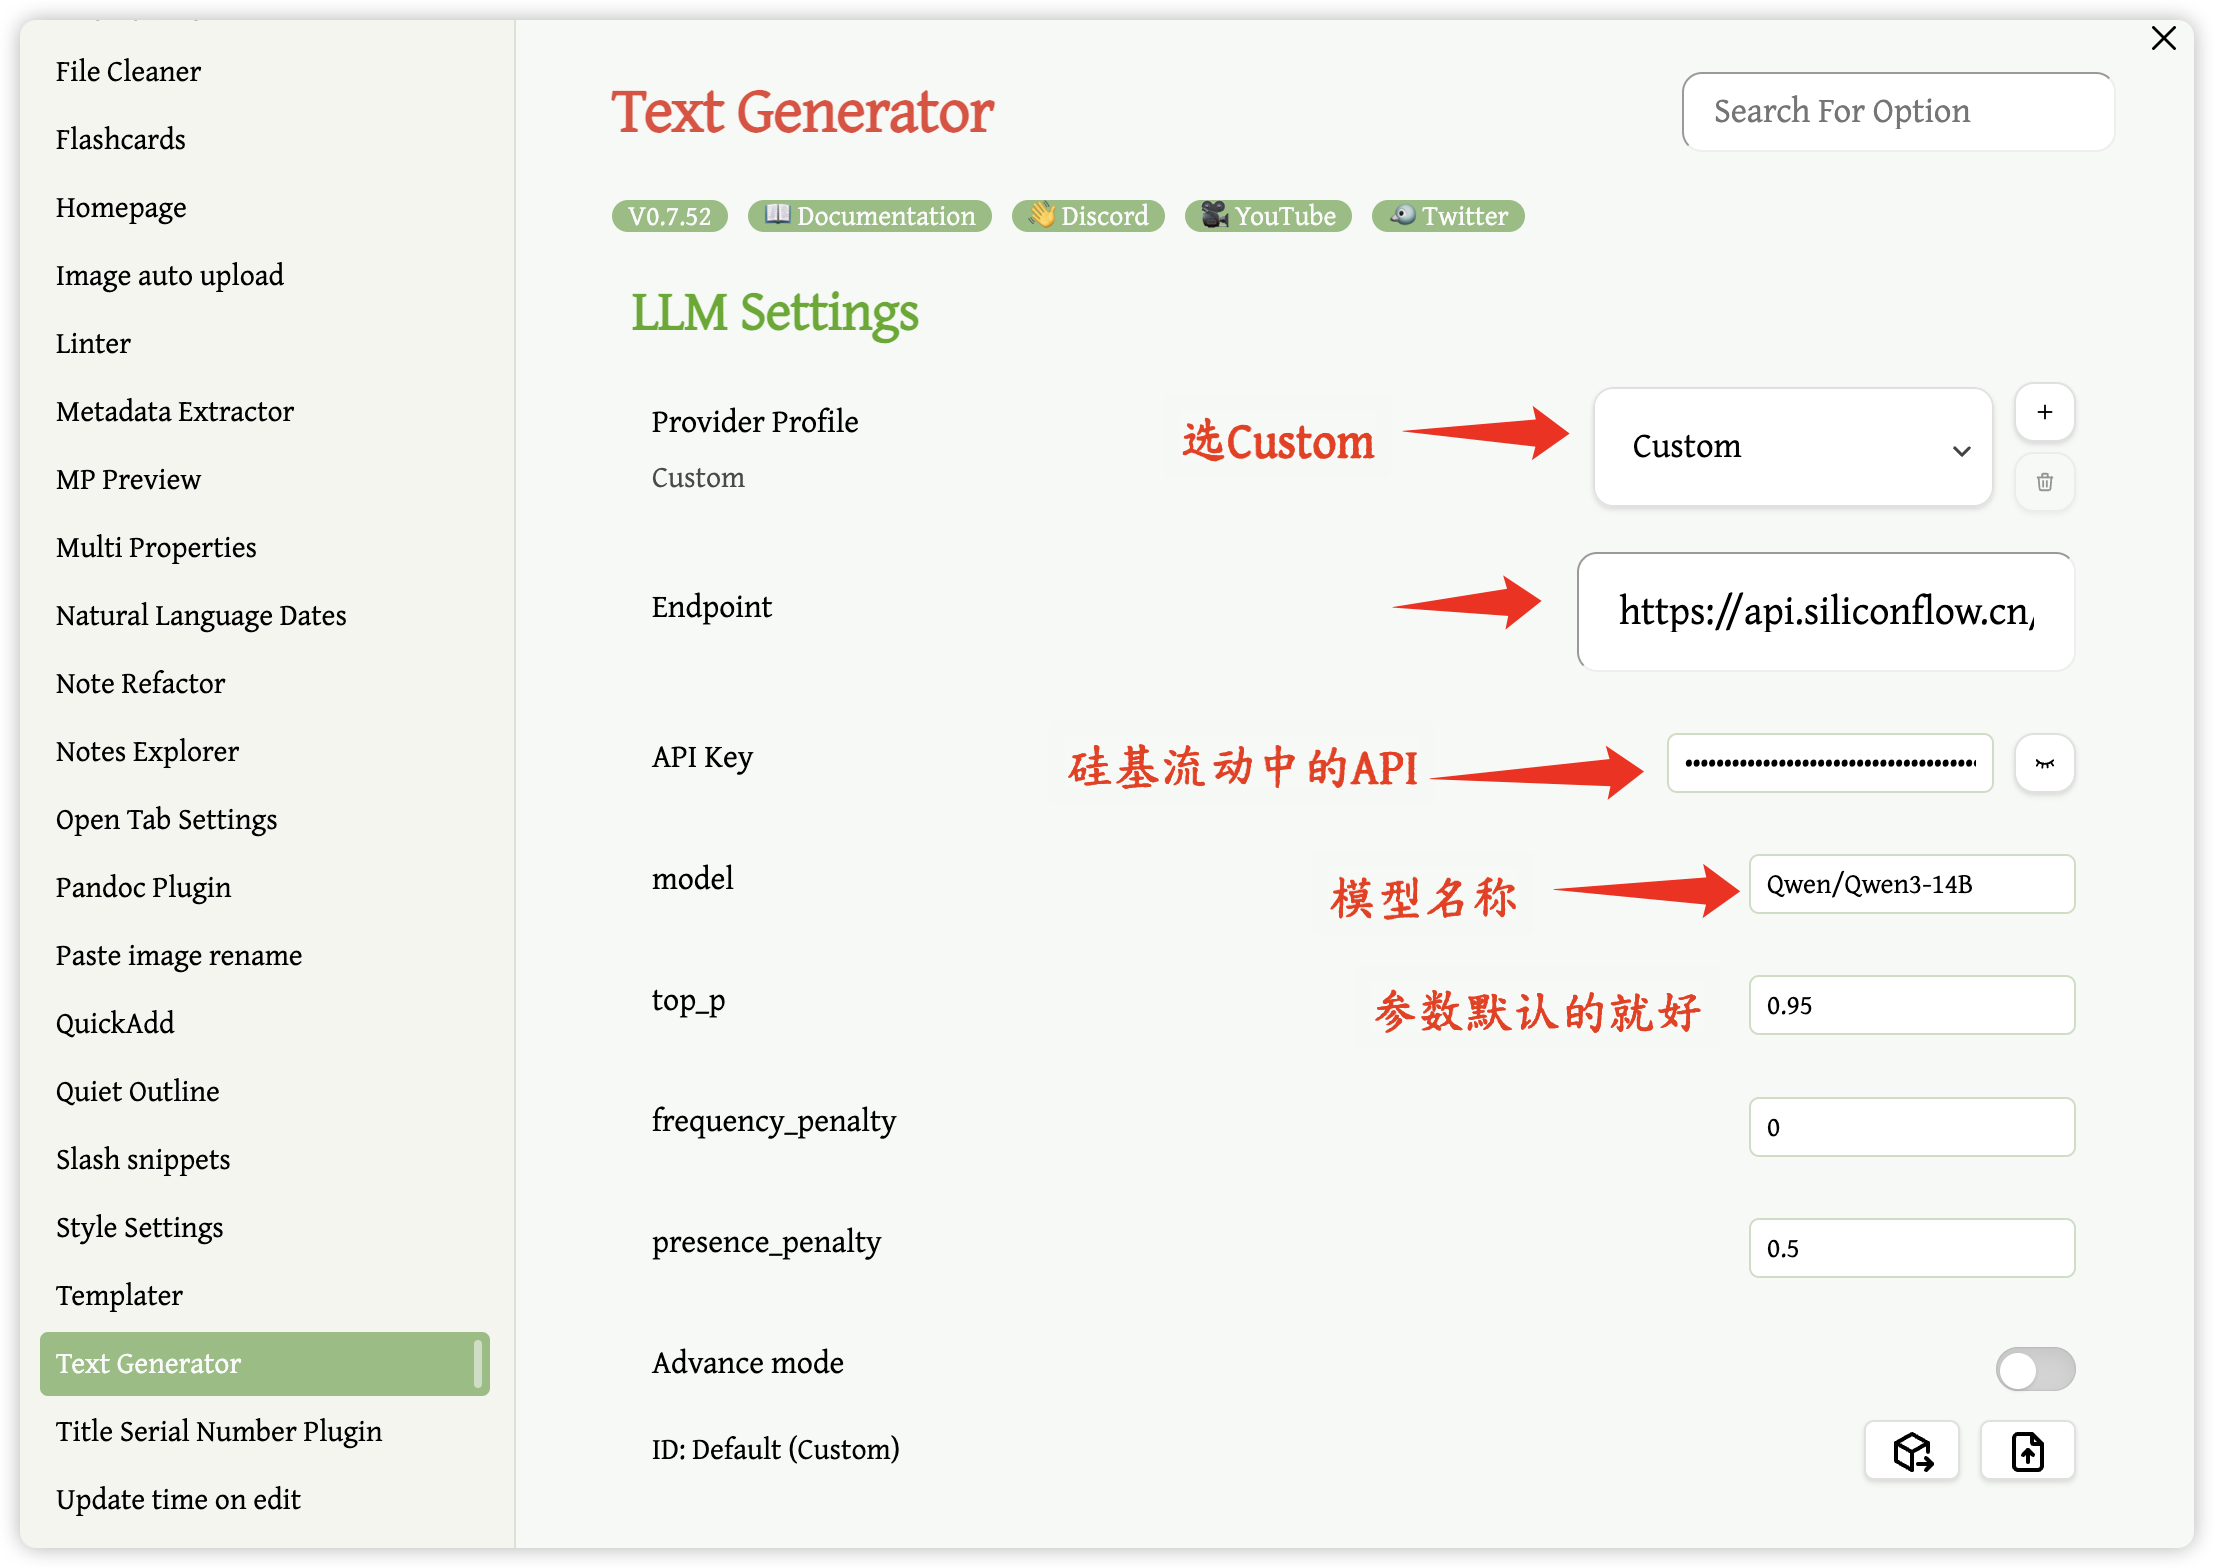 File Cleaner
Flashcards
Homepage
Image auto upload
Linter
Metadata Extractor
MP Preview
Multi Properties
Natural Language Dates
Note Refactor
Notes Explorer
Open Tab Settings
Pandoc Plugin
Paste image rename
QuickAdd
Quiet Outline
Slash snippets
Style Settings
Templater
Text Generator
Title Serial Number Plugin
Update time on edit
Text Generator
Search For Option
V0.7.52
📖 Documentation
👋 Discord
🎥 YouTube
🐦 Twitter
LLM Settings
Provider Profile
Custom
选Custom
Custom
Endpoint
https://api.siliconflow.cn/
API Key
硅基流动中的API
model
模型名称
Qwen/Qwen3-14B
top_p
参数默认的就好
0.95
frequency_penalty
0
presence_penalty
0.5
Advance mode
ID: Default (Custom)